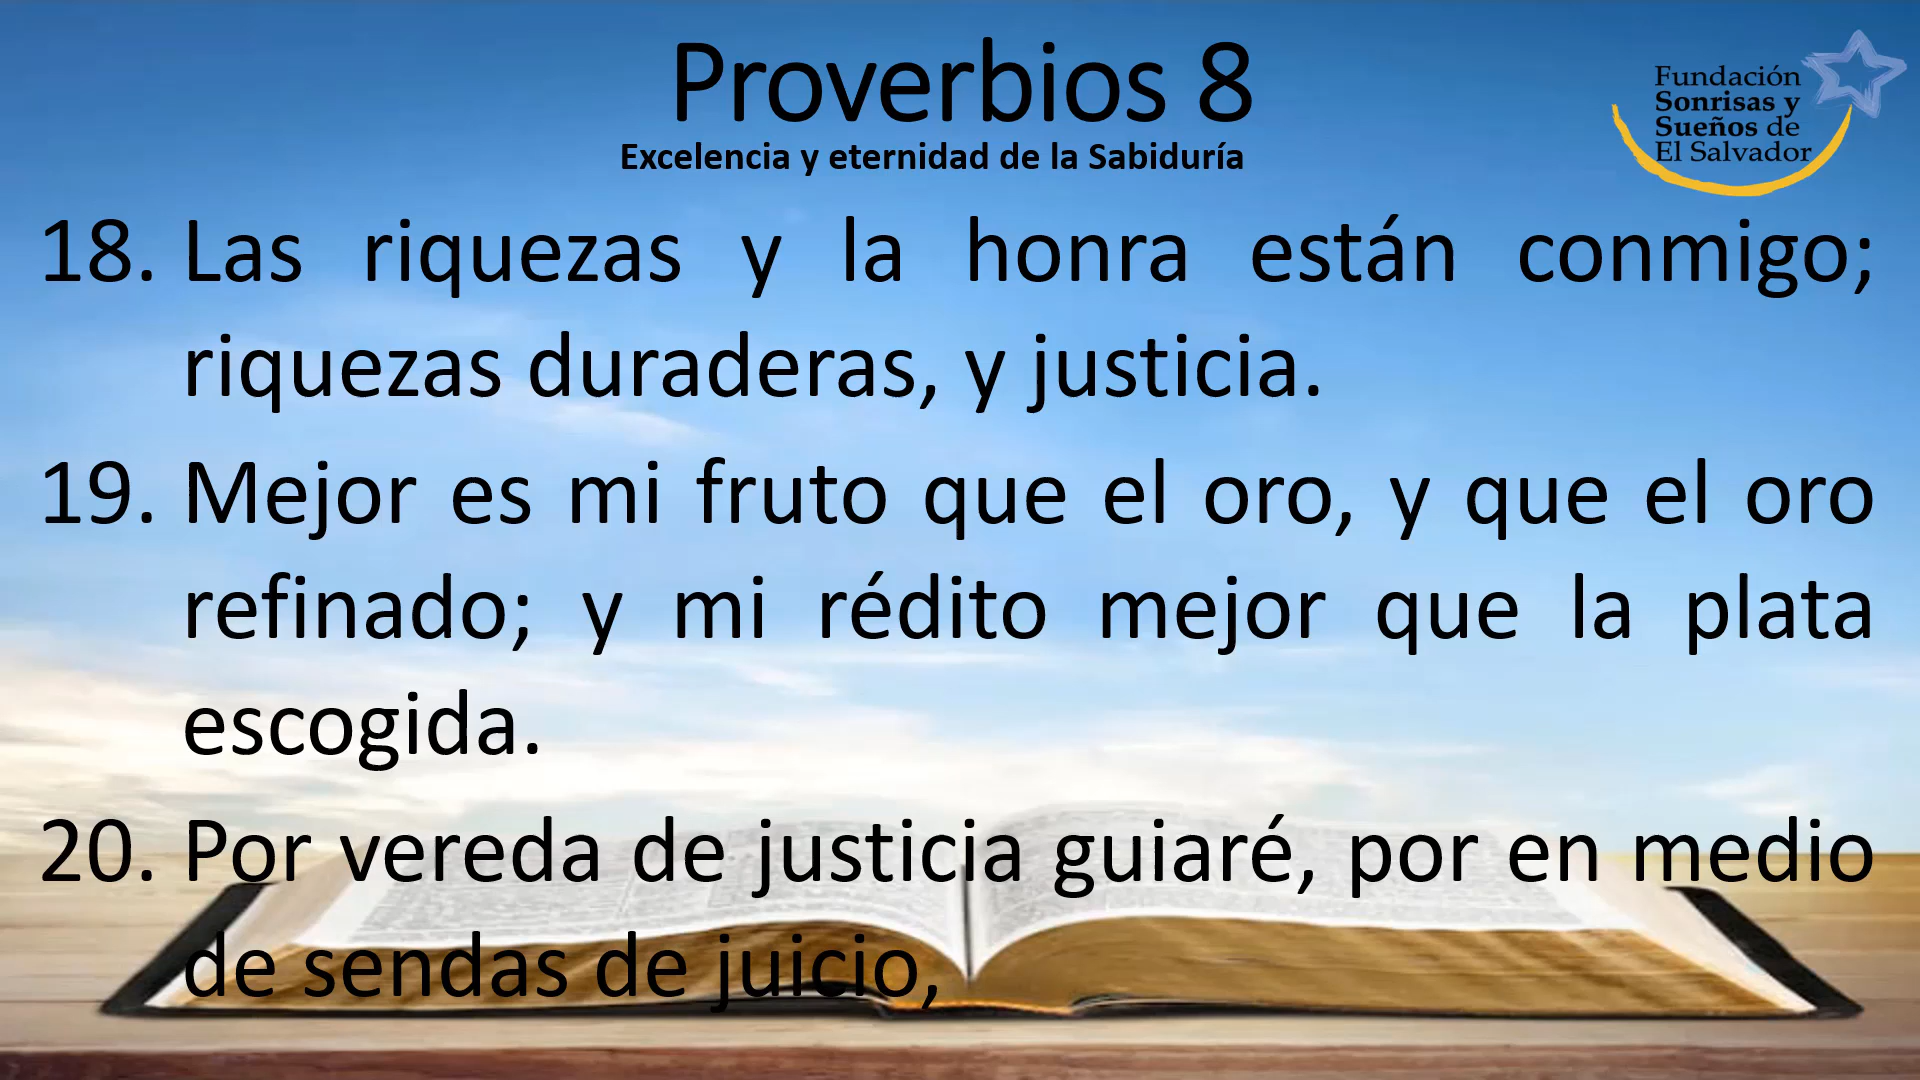 Proverbios 8
Excelencia y eternidad de la Sabiduría
Fundación
Sonrisas y
Sueños de
El Salvador
18. Las riquezas y la honra están conmigo;
riquezas duraderas, y justicia.
19. Mejor es mi fruto que el oro, y que el oro
refinado; y mi rédito mejor que la plata
escogida.
20. Por vereda de justicia guiaré, por en medio
de sendas de juicio,